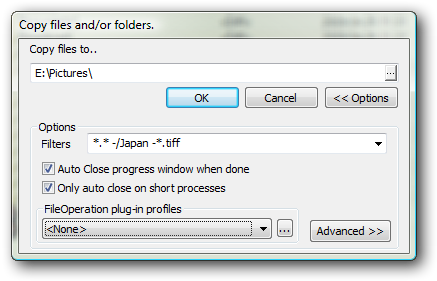 Copy files and/or folders.
Copy files to..
E:\Pictures\
...
OK Cancel << Options
Options
Filters *.* -/Japan -*.tiff
Auto Close progress window when done
Only auto close on short processes
FileOperation plug-in profiles
<None> ... Advanced >>